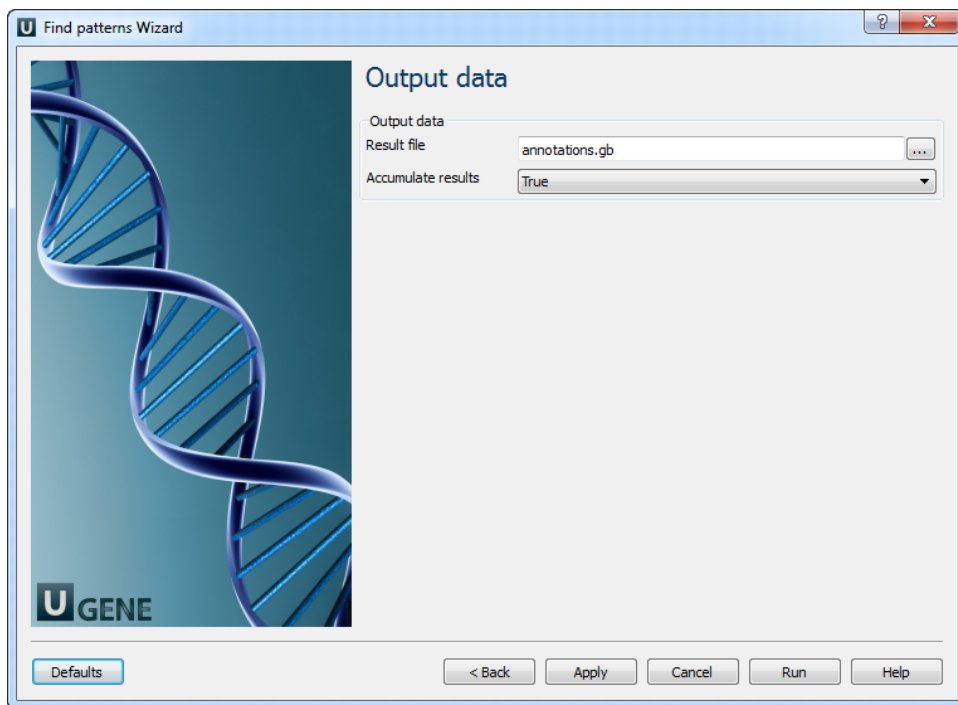 Find patterns Wizard
Output data
Output data
Result file annotations.gb ...
Accumulate results True
U GENE
Defaults < Back Apply Cancel Run Help